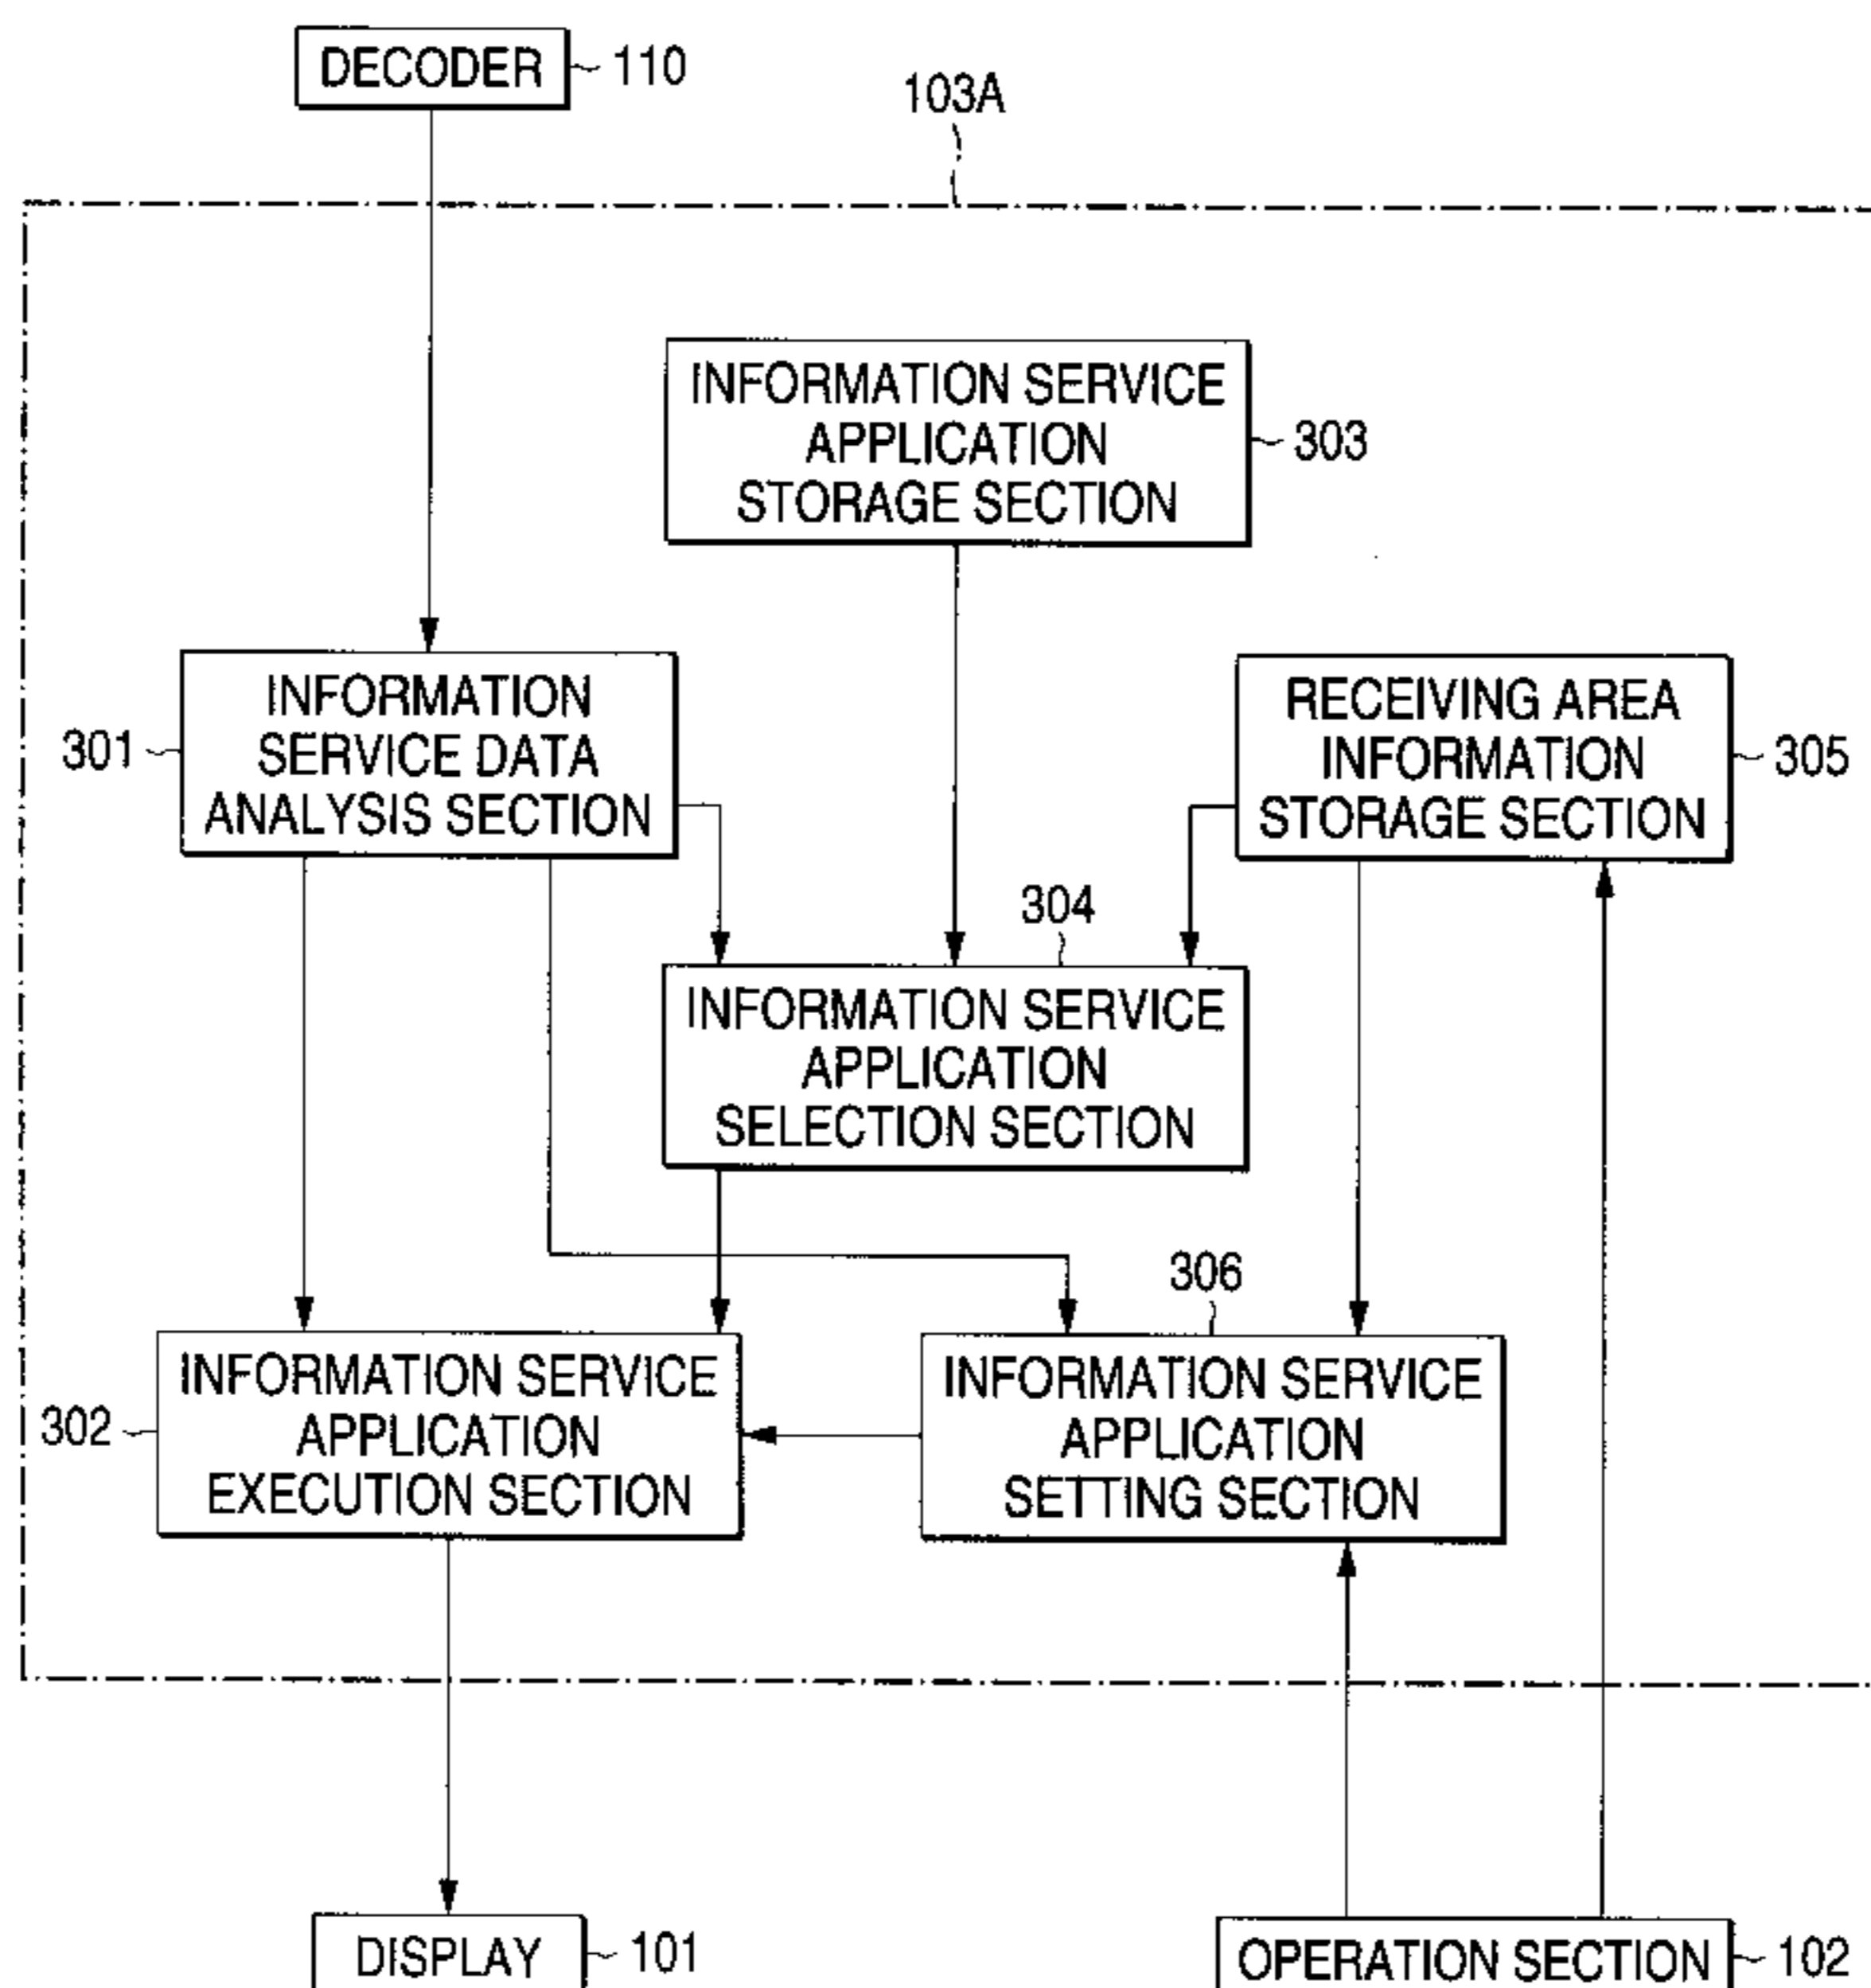 DECODER
110
103A
INFORMATION SERVICE
APPLICATION
STORAGE SECTION
303
INFORMATION
SERVICE DATA
ANALYSIS SECTION
301
RECEIVING AREA
INFORMATION
STORAGE SECTION
305
304
INFORMATION SERVICE
APPLICATION
SELECTION SECTION
306
INFORMATION SERVICE
APPLICATION
EXECUTION SECTION
302
INFORMATION SERVICE
APPLICATION
SETTING SECTION
DISPLAY
101
OPERATION SECTION
102